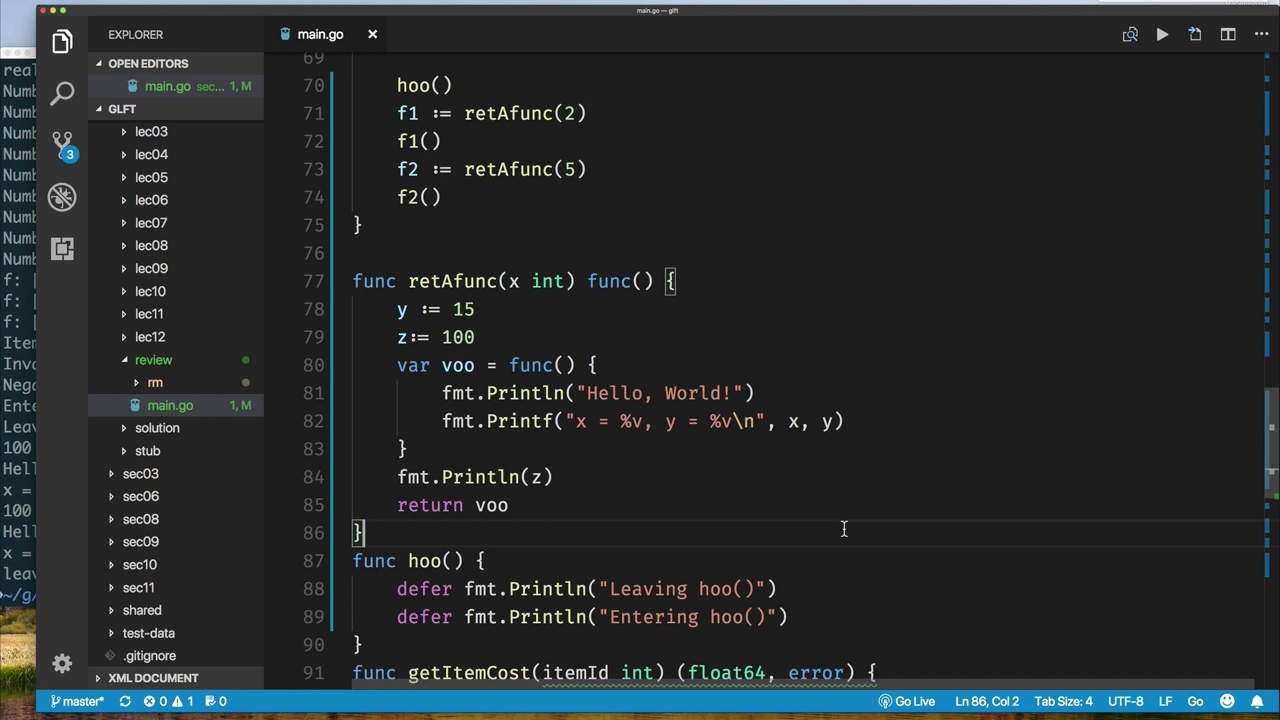 main.go — glft
real
Numb
Numb
Numb
Numb
Numb
Numb
Numb
Numb
Numb
f: [
f: [
f: [
Item
Inva
Nega
Ente
Leav
100
Hell
x =
100
Hell
x =
leav
~/g/
EXPLORER
OPEN EDITORS
main.go sec... 1, M
GLFT
lec03
lec04
lec05
lec06
lec07
lec08
lec09
lec10
lec11
lec12
review
rm
main.go 1, M
solution
stub
sec03
sec06
sec08
sec09
sec10
sec11
shared
test-data
.gitignore
XML DOCUMENT
3
main.go
69
70 hoo()
71 f1 := retAfunc(2)
72 f1()
73 f2 := retAfunc(5)
74 f2()
75 }
76
77 func retAfunc(x int) func() {
78 y := 15
79 z:= 100
80 var voo = func() {
81 fmt.Println("Hello, World!")
82 fmt.Printf("x = %v, y = %v\n", x, y)
83 }
84 fmt.Println(z)
85 return voo
86 }
87 func hoo() {
88 defer fmt.Println("Leaving hoo()")
89 defer fmt.Println("Entering hoo()")
90 }
91 func getItemCost(itemId int) (float64, error) {
master* 0 1 0 Go Live Ln 86, Col 2 Tab Size: 4 UTF-8 LF Go